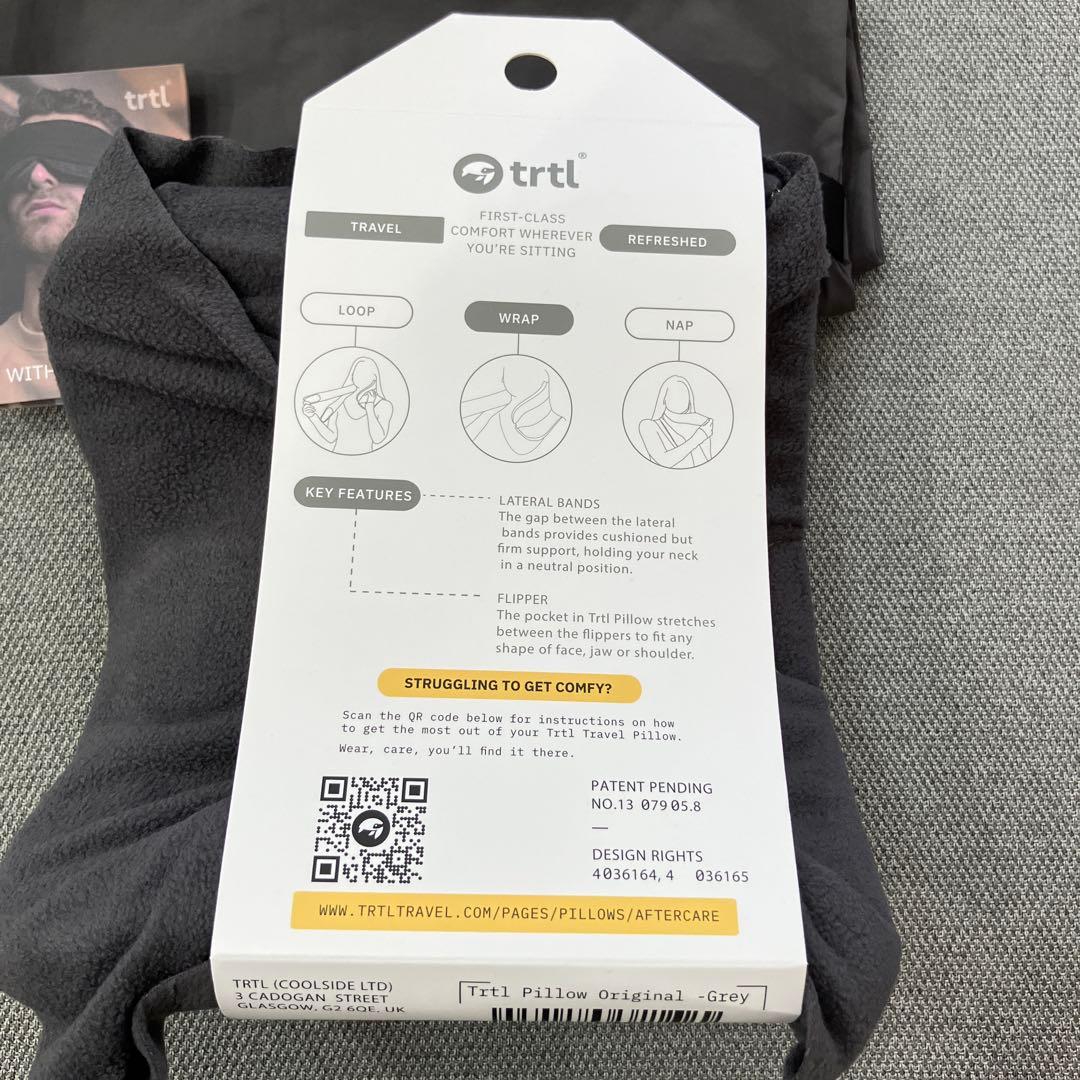 trtl
WITH
trtl®
TRAVEL
FIRST-CLASS
COMFORT WHEREVER
YOU'RE SITTING
REFRESHED
LOOP
WRAP
NAP
KEY FEATURES
LATERAL BANDS
The gap between the lateral
bands provides cushioned but
firm support, holding your neck
in a neutral position.
FLIPPER
The pocket in Trtl Pillow stretches
between the flippers to fit any
shape of face, jaw or shoulder.
STRUGGLING TO GET COMFY?
Scan the QR code below for instructions on how
to get the most out of your Trtl Travel Pillow.
Wear, care, you'll find it there.
PATENT PENDING
NO.13 079 05.8
—
DESIGN RIGHTS
4036164, 4 036165
WWW.TRTLTRAVEL.COM/PAGES/PILLOWS/AFTERCARE
TRTL (COOLSIDE LTD)
3 CADOGAN STREET
GLASGOW, G2 6QE, UK
Trtl Pillow Original -Grey